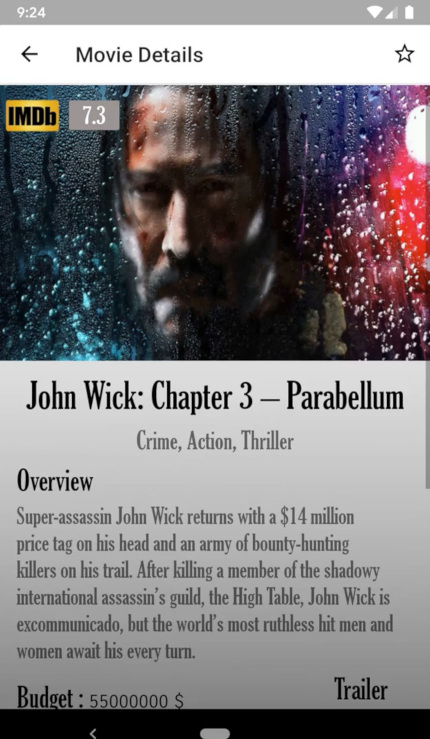 9:24
Movie Details
IMDb 7.3
John Wick: Chapter 3 – Parabellum
Crime, Action, Thriller
Overview
Super-assassin John Wick returns with a $14 million
price tag on his head and an army of bounty-hunting
killers on his trail. After killing a member of the shadowy
international assassin's guild, the High Table, John Wick is
excommunicado, but the world's most ruthless hit men and
women await his every turn.
Trailer
Budget : 55000000 $